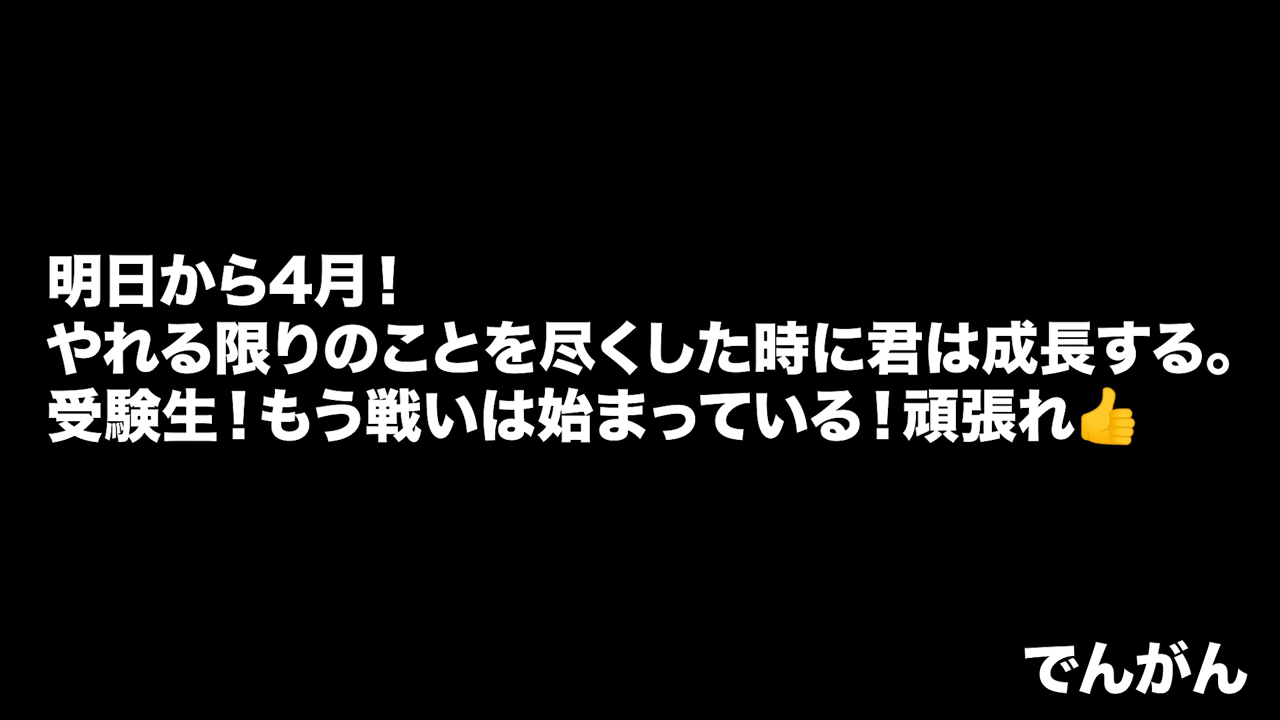 明日から4月！
やれる限りのことを尽くした時に君は成長する。
受験生！もう戦いは始まっている！頑張れ👍
でんがん